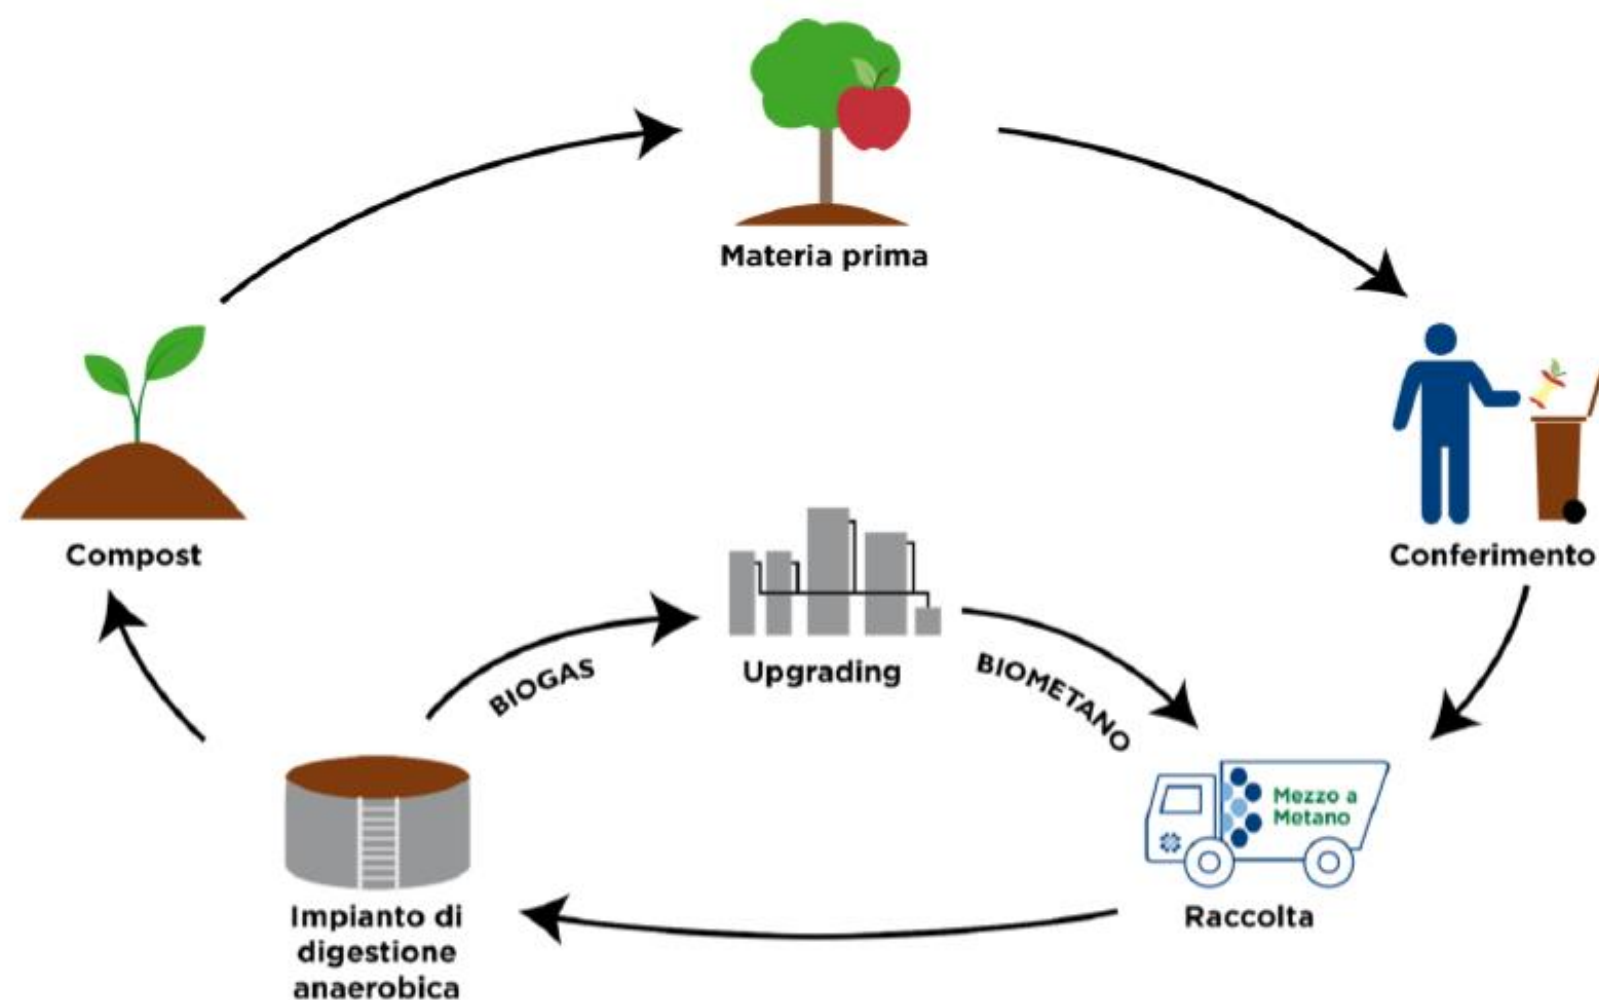 Materia prima
Compost
Conferimento
Upgrading
BIOGAS
BIOMETANO
Mezzo a
Metano
Impianto di
digestione
anaerobica
Raccolta